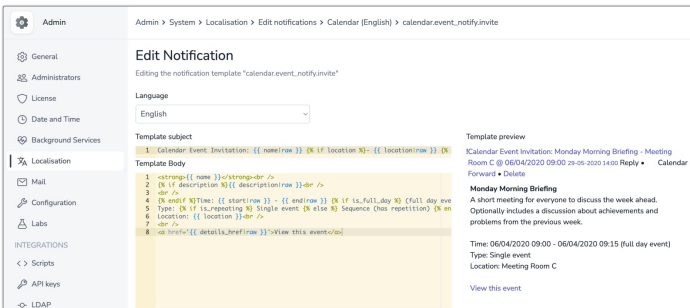 Admin
Admin > System > Localisation > Edit notifications > Calendar (English) > calendar.event_notify.invite
General
Administrators
License
Date and Time
Background Services
Localisation
Mail
Configuration
Labs
INTEGRATIONS
Scripts
API keys
LDAP
Edit Notification
Editing the notification template "calendar.event_notify.invite"
Language
English
Template subject
1 Calendar Event Invitation: {{ name|raw }} {% if location %}- {{ location|raw }} {%
Template Body
1 <strong>{{ name }}</strong><br />
2 {% if description %}{{ description|raw }}<br />
3 <br />
4 {% endif %}Time: {{ start|raw }} - {{ end|raw }} {% if is_full_day %} (full day eve
5 Type: {% if is_repeating %} Single event {% else %} Sequence (has repetition) {% en
6 Location: {{ location }}<br />
7 <br />
8 <a href='{{ details_href|raw }}'>View this event</a>
Template preview
Calendar Event Invitation: Monday Morning Briefing - Meeting
Room C @ 06/04/2020 09:00 29-05-2020 14:00 Reply • Calendar
Forward • Delete
Monday Morning Briefing
A short meeting for everyone to discuss the week ahead.
Optionally includes a discussion about achievements and
problems from the previous week.
Time: 06/04/2020 09:00 - 06/04/2020 09:15 (full day event)
Type: Single event
Location: Meeting Room C
View this event